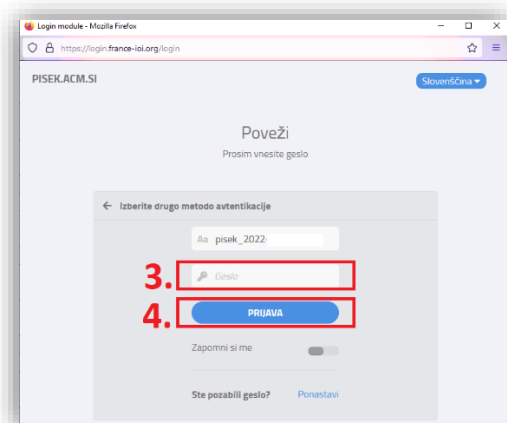 Login module - Mozilla Firefox
https://login.france-ioi.org/login
PISEK.ACM.SI
Slovenščina
Poveži
Prosim vnesite geslo
Izberite drugo metodo avtentikacije
Aa pisek_2022
3. Geslo
4. PRIJAVA
Zapomni si me
Ste pozabili geslo? Ponastavi